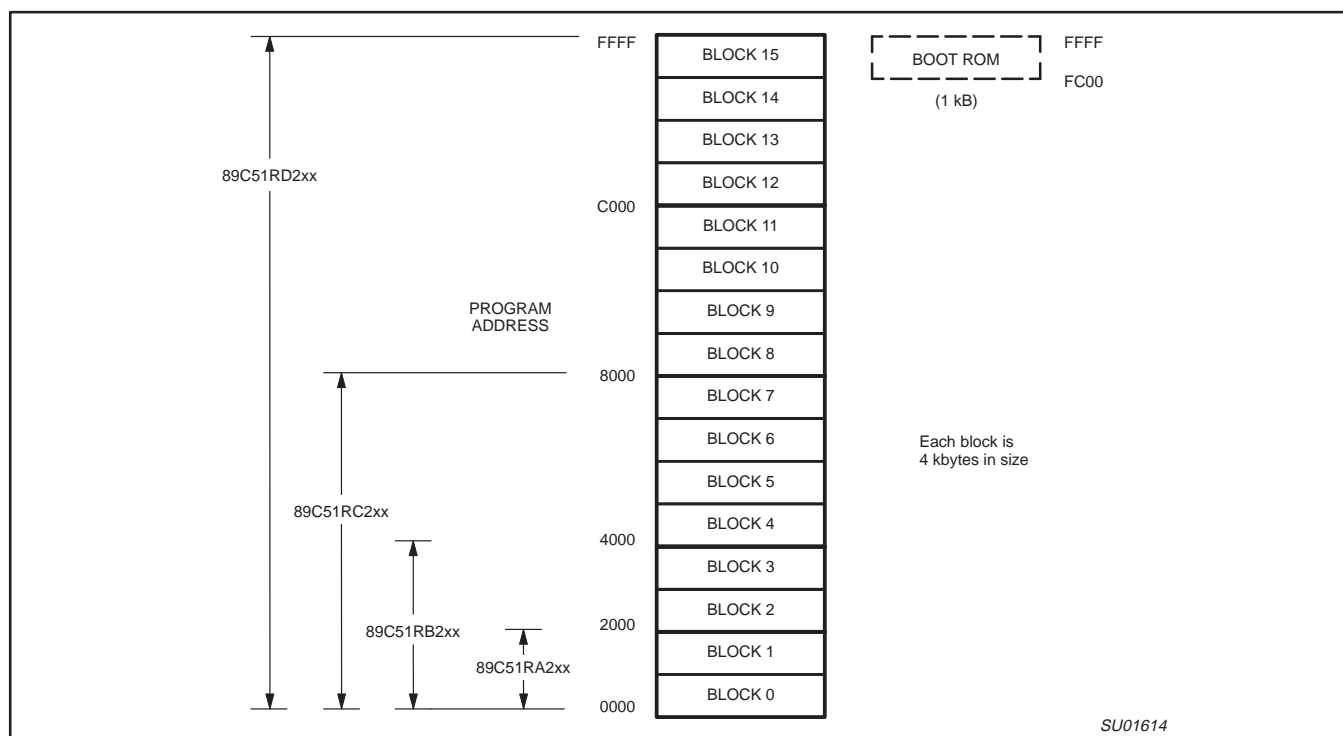 FFFF
BLOCK 15
BOOT ROM
FFFF
FC00
(1 kB)
BLOCK 14
BLOCK 13
89C51RD2xx
BLOCK 12
C000
BLOCK 11
BLOCK 10
PROGRAM
ADDRESS
BLOCK 9
BLOCK 8
8000
BLOCK 7
BLOCK 6
Each block is
4 kbytes in size
BLOCK 5
89C51RC2xx
BLOCK 4
4000
BLOCK 3
BLOCK 2
2000
89C51RB2xx
BLOCK 1
89C51RA2xx
BLOCK 0
0000
SU01614